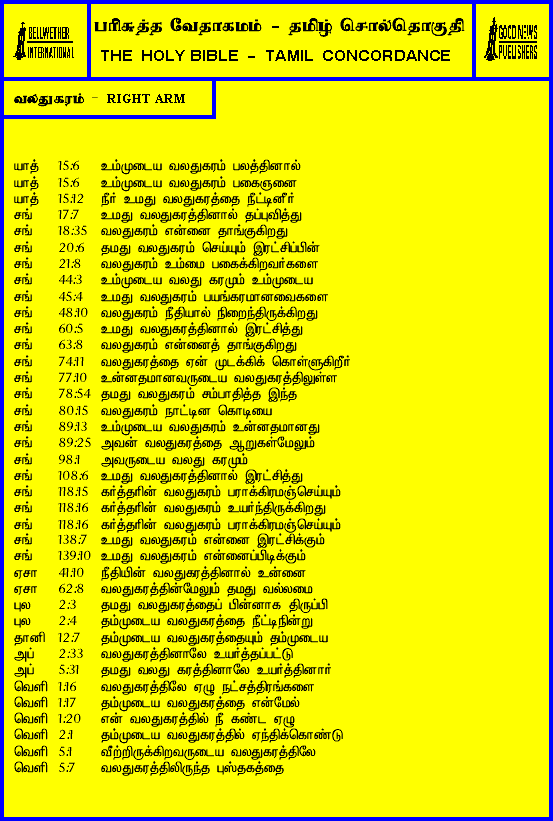 BELLWETHER
INTERNATIONAL
பரிசுத்த வேதாகமம் – தமிழ் சொல்தொகுதி
THE HOLY BIBLE – TAMIL CONCORDANCE
GOOD NEWS
PUBLISHERS
வலதுகரம் – RIGHT ARM
யாத் 15:6 உம்முடைய வலதுகரம் பலத்தினால்
யாத் 15:6 உம்முடைய வலதுகரம் பகைஞனை
யாத் 15:12 நீர் உமது வலதுகரத்தை நீட்டினீர்
சங் 17:7 உமது வலதுகரத்தினால் தப்புவித்து
சங் 18:35 வலதுகரம் என்னை தாங்குகிறது
சங் 20:6 தமது வலதுகரம் செய்யும் இரட்சிப்பின்
சங் 21:8 வலதுகரம் உம்மை பகைக்கிறவர்களை
சங் 44:3 உம்முடைய வலது கரமும் உம்முடைய
சங் 45:4 உமது வலதுகரம் பயங்கரமானவைகளை
சங் 48:10 வலதுகரம் நீதியால் நிறைந்திருக்கிறது
சங் 60:5 உமது வலதுகரத்தினால் இரட்சித்து
சங் 63:8 வலதுகரம் என்னைத் தாங்குகிறது
சங் 74:11 வலதுகரத்தை ஏன் முடக்கிக் கொள்ளுகிறீர்
சங் 77:10 உன்னதமானவருடைய வலதுகரத்திலுள்ள
சங் 78:54 தமது வலதுகரம் சம்பாதித்த இந்த
சங் 80:15 வலதுகரம் நாட்டின கொடியை
சங் 89:13 உம்முடைய வலதுகரம் உன்னதமானது
சங் 89:25 அவன் வலதுகரத்தை ஆறுகள்மேலும்
சங் 98:1 அவருடைய வலது கரமும்
சங் 108:6 உமது வலதுகரத்தினால் இரட்சித்து
சங் 118:15 கர்த்தரின் வலதுகரம் பராக்கிரமஞ்செய்யும்
சங் 118:16 கர்த்தரின் வலதுகரம் உயர்ந்திருக்கிறது
சங் 118:16 கர்த்தரின் வலதுகரம் பராக்கிரமஞ்செய்யும்
சங் 138:7 உமது வலதுகரம் என்னை இரட்சிக்கும்
சங் 139:10 உமது வலதுகரம் என்னைப்பிடிக்கும்
ஏசா 41:10 நீதியின் வலதுகரத்தினால் உன்னை
ஏசா 62:8 வலதுகரத்தின்மேலும் தமது வல்லமை
புல 2:3 தமது வலதுகரத்தைப் பின்னாக திருப்பி
புல 2:4 தம்முடைய வலதுகரத்தை நீட்டிநின்று
தானி 12:7 தம்முடைய வலதுகரத்தையும் தம்முடைய
அப் 2:33 வலதுகரத்தினாலே உயர்த்தப்பட்டு
அப் 5:31 தமது வலது கரத்தினாலே உயர்த்தினார்
வெளி 1:16 வலதுகரத்திலே ஏழு நட்சத்திரங்களை
வெளி 1:17 தம்முடைய வலதுகரத்தை என்மேல்
வெளி 1:20 என் வலதுகரத்தில் நீ கண்ட ஏழு
வெளி 2:1 தம்முடைய வலதுகரத்தில் ஏந்திக்கொண்டு
வெளி 5:1 வீற்றிருக்கிறவருடைய வலதுகரத்திலே
வெளி 5:7 வலதுகரத்திலிருந்த புஸ்தகத்தை